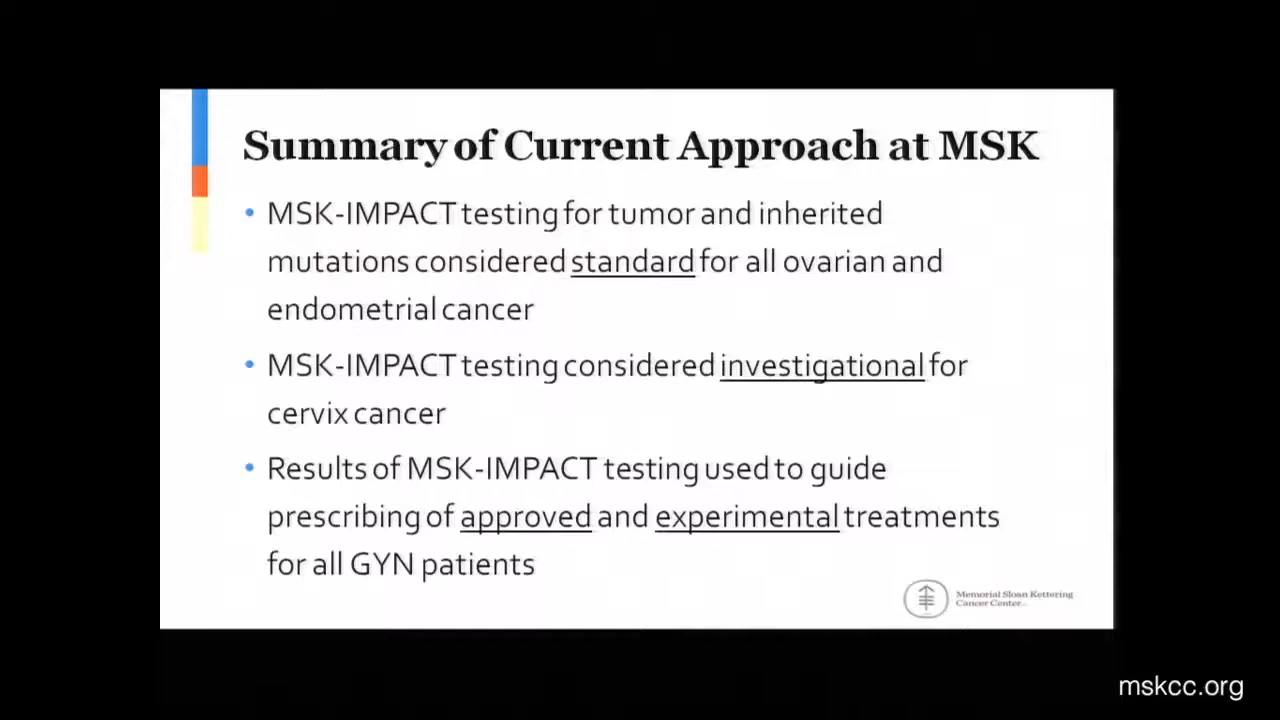 Summary of Current Approach at MSK
• MSK-IMPACT testing for tumor and inherited
mutations considered standard for all ovarian and
endometrial cancer
• MSK-IMPACT testing considered investigational for
cervix cancer
• Results of MSK-IMPACT testing used to guide
prescribing of approved and experimental treatments
for all GYN patients
Memorial Sloan Kettering
Cancer Center
mskcc.org